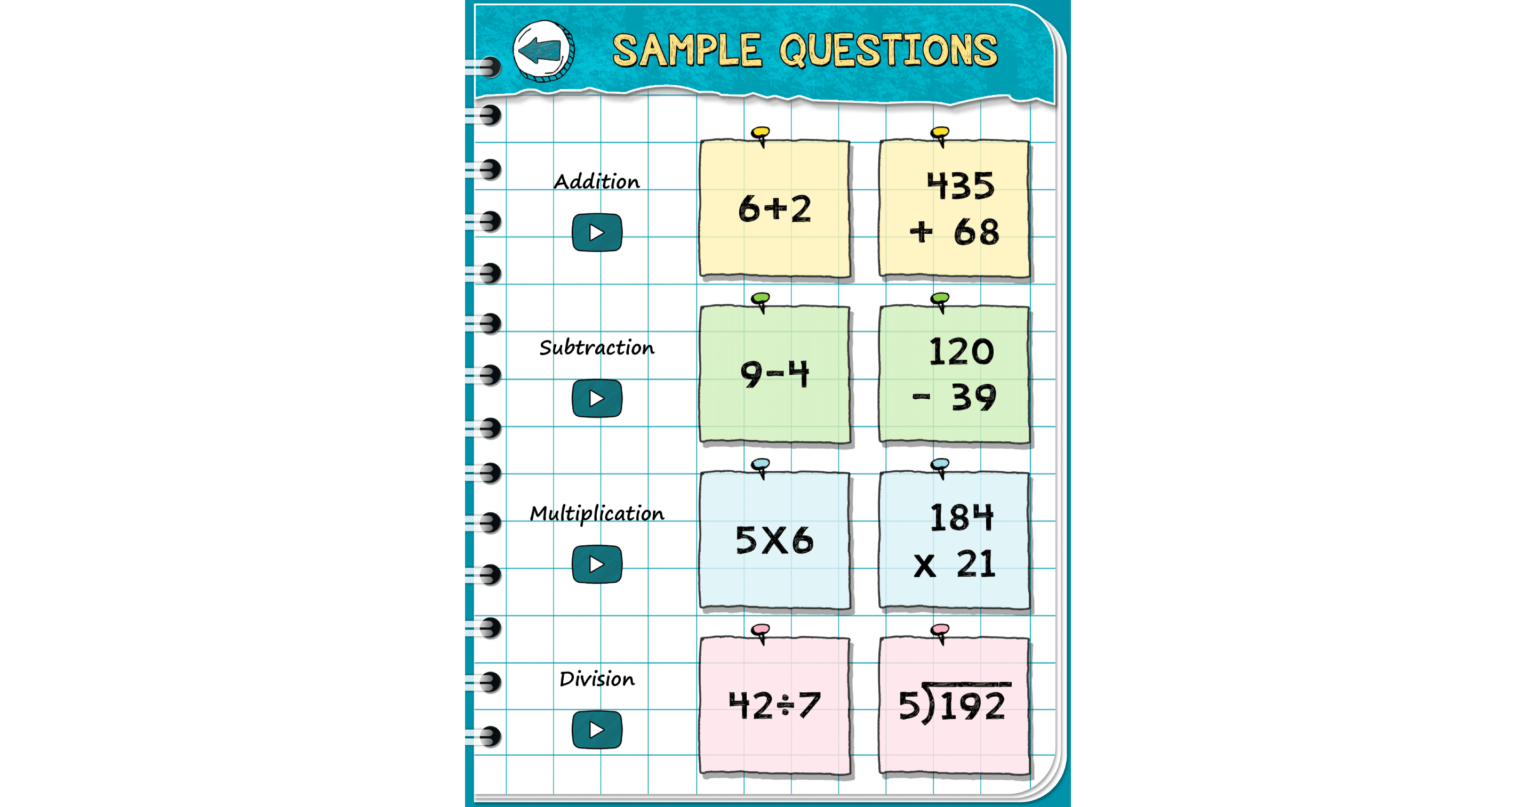 SAMPLE QUESTIONS
Addition
6+2
435
+ 68
Subtraction
9-4
120
- 39
Multiplication
5X6
184
x 21
Division
42÷7
5)192